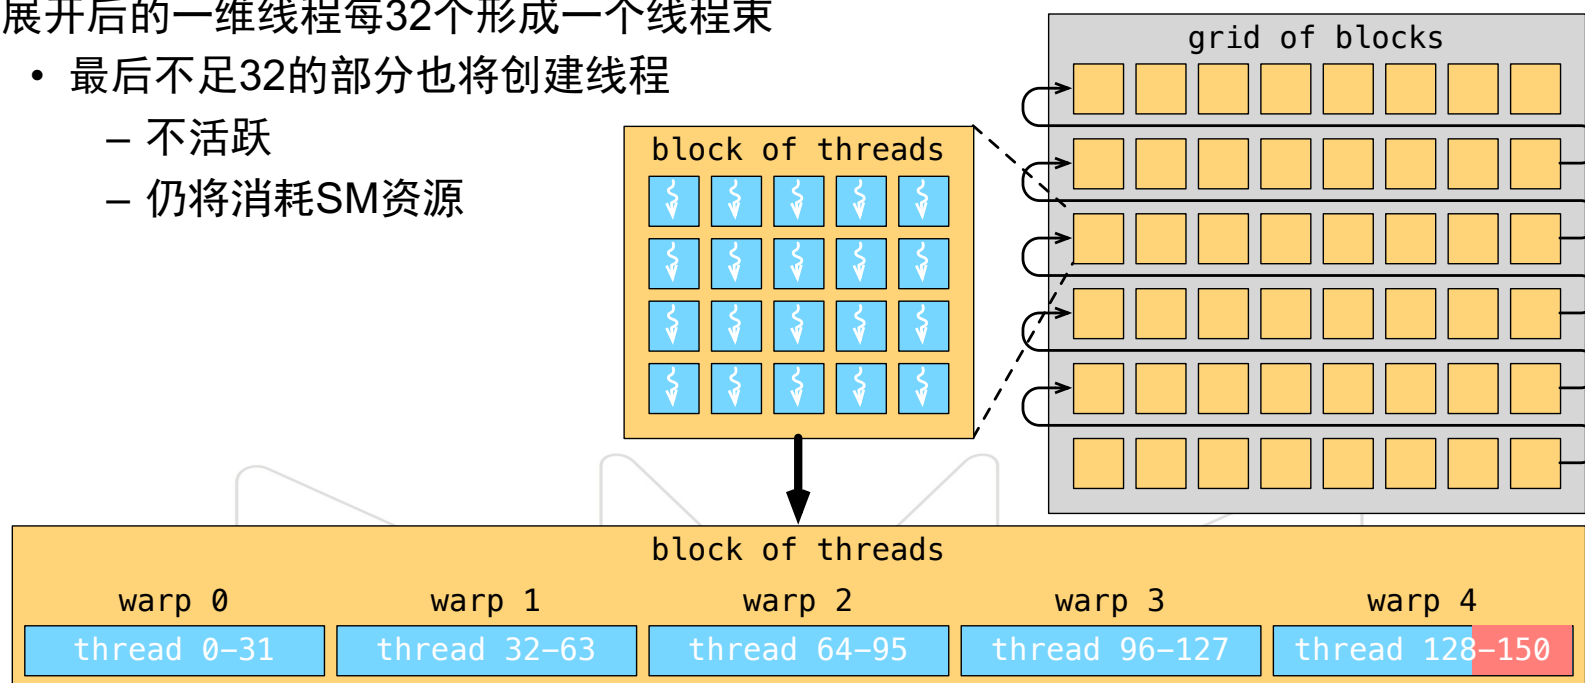 展开后的一维线程每32个形成一个线程束
• 最后不足32的部分也将创建线程
– 不活跃
– 仍将消耗SM资源
grid of blocks
block of threads
block of threads
warp 0 warp 1 warp 2 warp 3 warp 4
thread 0–31 thread 32–63 thread 64–95 thread 96–127 thread 128–150